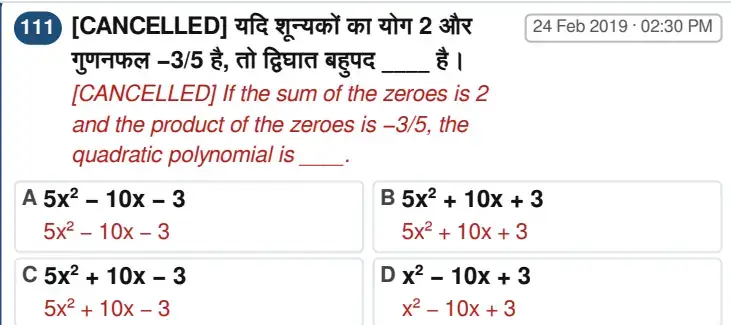 111 [CANCELLED] यदि शून्यकों का योग 2 और
24 Feb 2019 · 02:30 PM
गुणनफल –3/5 है, तो द्विघात बहुपद ____ है।
[CANCELLED] If the sum of the zeroes is 2
and the product of the zeroes is –3/5, the
quadratic polynomial is ____.
A 5x² – 10x – 3
5x² – 10x – 3
B 5x² + 10x + 3
5x² + 10x + 3
C 5x² + 10x – 3
5x² + 10x – 3
D x² – 10x + 3
x² – 10x + 3